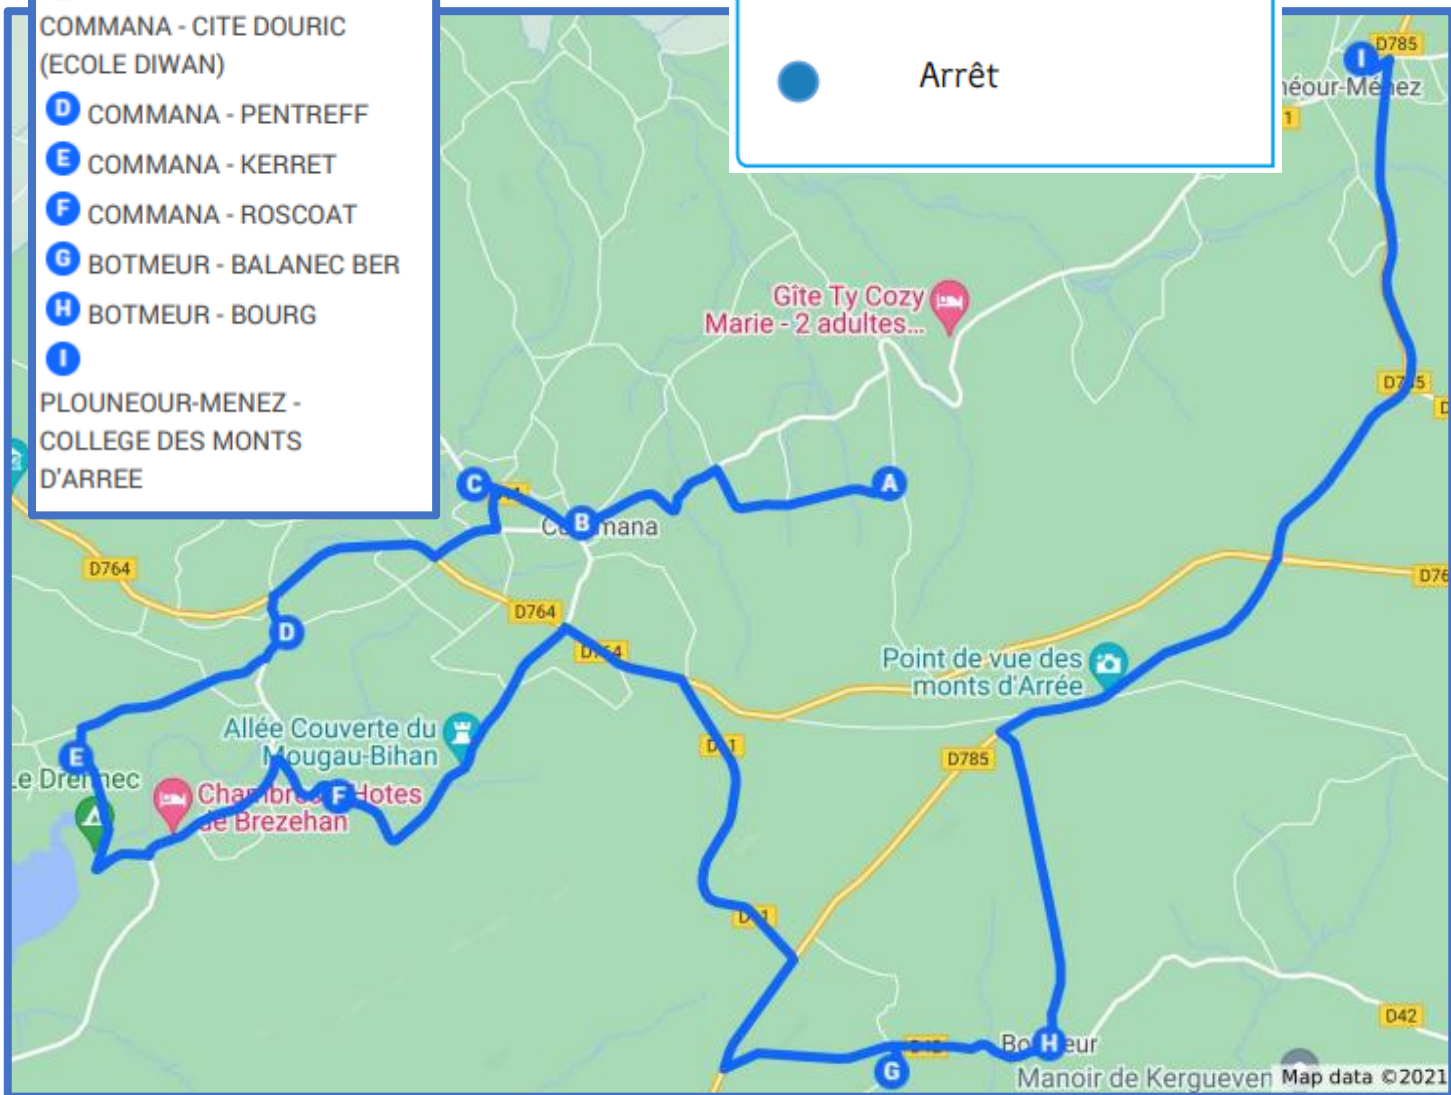 COMMANA - CITE DOURIC
(ECOLE DIWAN)
D COMMANA - PENTREFF
E COMMANA - KERRET
F COMMANA - ROSCOAT
G BOTMEUR - BALANEC BER
H BOTMEUR - BOURG
I
PLOUNEOUR-MENEZ -
COLLEGE DES MONTS
D'ARREE
Arrêt
I
D785
Gîte Ty Cozy
Marie - 2 adultes...
C
A
B
D764
D764
D
Point de vue des
monts d'Arrée
Allée Couverte du
Mougau-Bihan
D785
E
F
de Brezehan
D42
H
G
Manoir de Kergueven
Map data ©2021